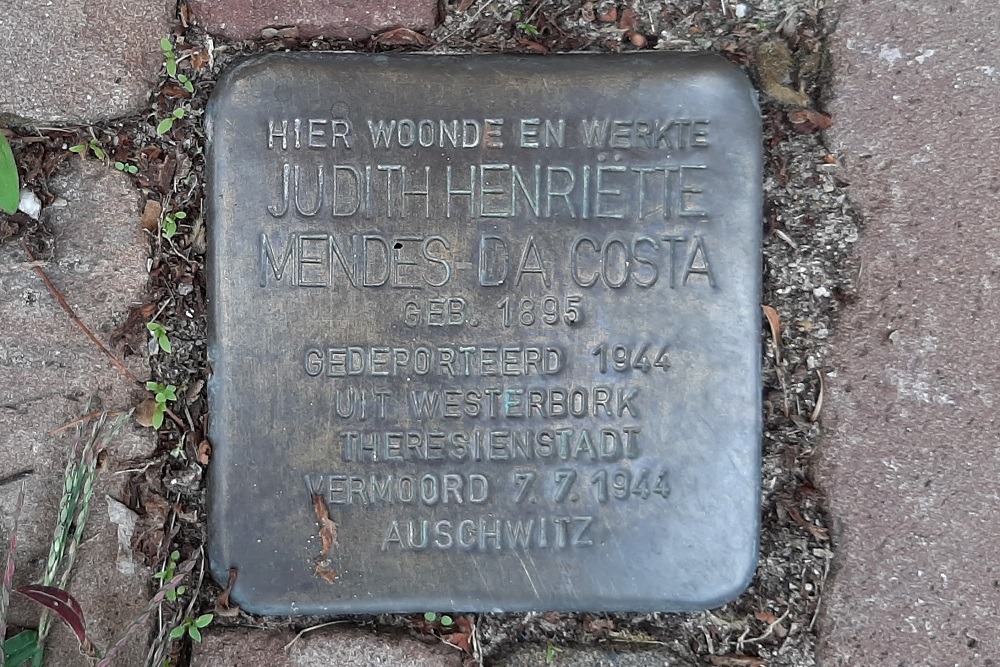 HIER WOONDE EN WERKTE
JUDITH HENRIËTTE
MENDES-DA COSTA
GEB. 1895
GEDEPORTEERD 1944
UIT WESTERBORK
THERESIENSTADT
VERMOORD 7.7.1944
AUSCHWITZ